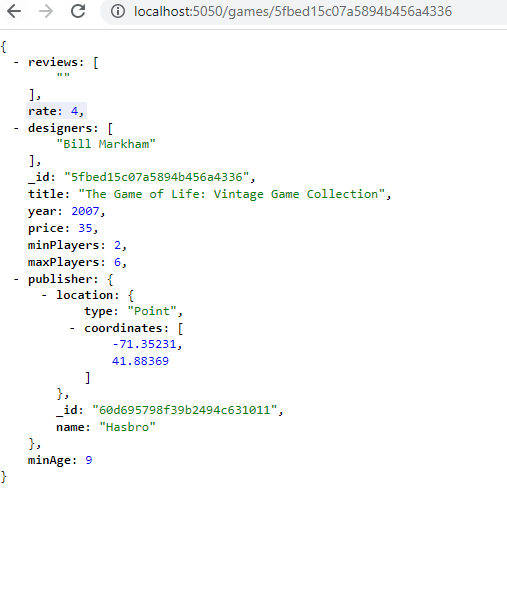 localhost:5050/games/5fbed15c07a5894b456a4336
{
- reviews: [
""
],
rate: 4,
- designers: [
"Bill Markham"
],
_id: "5fbed15c07a5894b456a4336",
title: "The Game of Life: Vintage Game Collection",
year: 2007,
price: 35,
minPlayers: 2,
maxPlayers: 6,
- publisher: {
- location: {
type: "Point",
- coordinates: [
-71.35231,
41.88369
]
},
_id: "60d695798f39b2494c631011",
name: "Hasbro"
},
minAge: 9
}